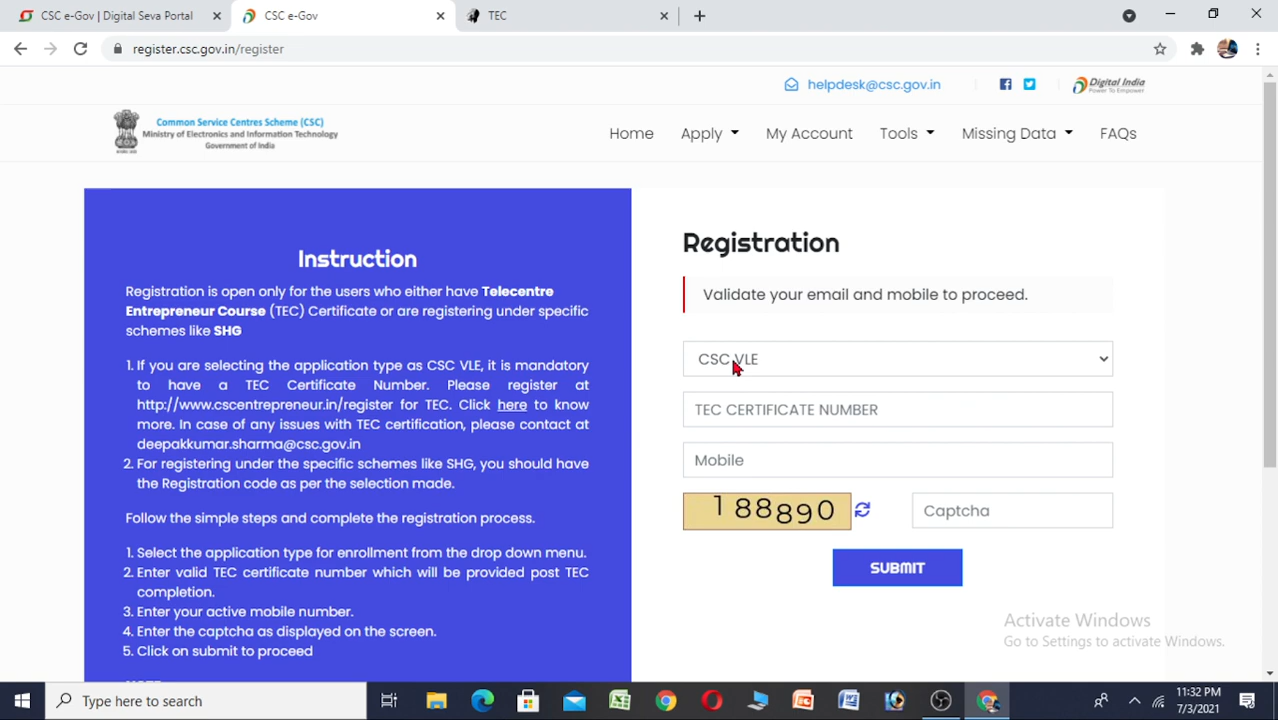 CSC e-Gov | Digital Seva Portal
CSC e-Gov
TEC
register.csc.gov.in/register
helpdesk@csc.gov.in
Digital India
Power To Empower
Common Service Centres Scheme (CSC)
Ministry of Electronics and Information Technology
Government of India
Home
Apply
My Account
Tools
Missing Data
FAQs
Instruction
Registration is open only for the users who either have Telecentre
Entrepreneur Course (TEC) Certificate or are registering under specific
schemes like SHG
1. If you are selecting the application type as CSC VLE, it is mandatory
to have a TEC Certificate Number. Please register at
http://www.cscentrepreneur.in/register for TEC. Click here to know
more. In case of any issues with TEC certification, please contact at
deepakkumar.sharma@csc.gov.in
2. For registering under the specific schemes like SHG, you should have
the Registration code as per the selection made.
Follow the simple steps and complete the registration process.
1. Select the application type for enrollment from the drop down menu.
2. Enter valid TEC certificate number which will be provided post TEC
completion.
3. Enter your active mobile number.
4. Enter the captcha as displayed on the screen.
5. Click on submit to proceed
Registration
Validate your email and mobile to proceed.
CSC VLE
TEC CERTIFICATE NUMBER
Mobile
188890
Captcha
SUBMIT
Activate Windows
Go to Settings to activate Windows.
Type here to search
11:32 PM
7/3/2021